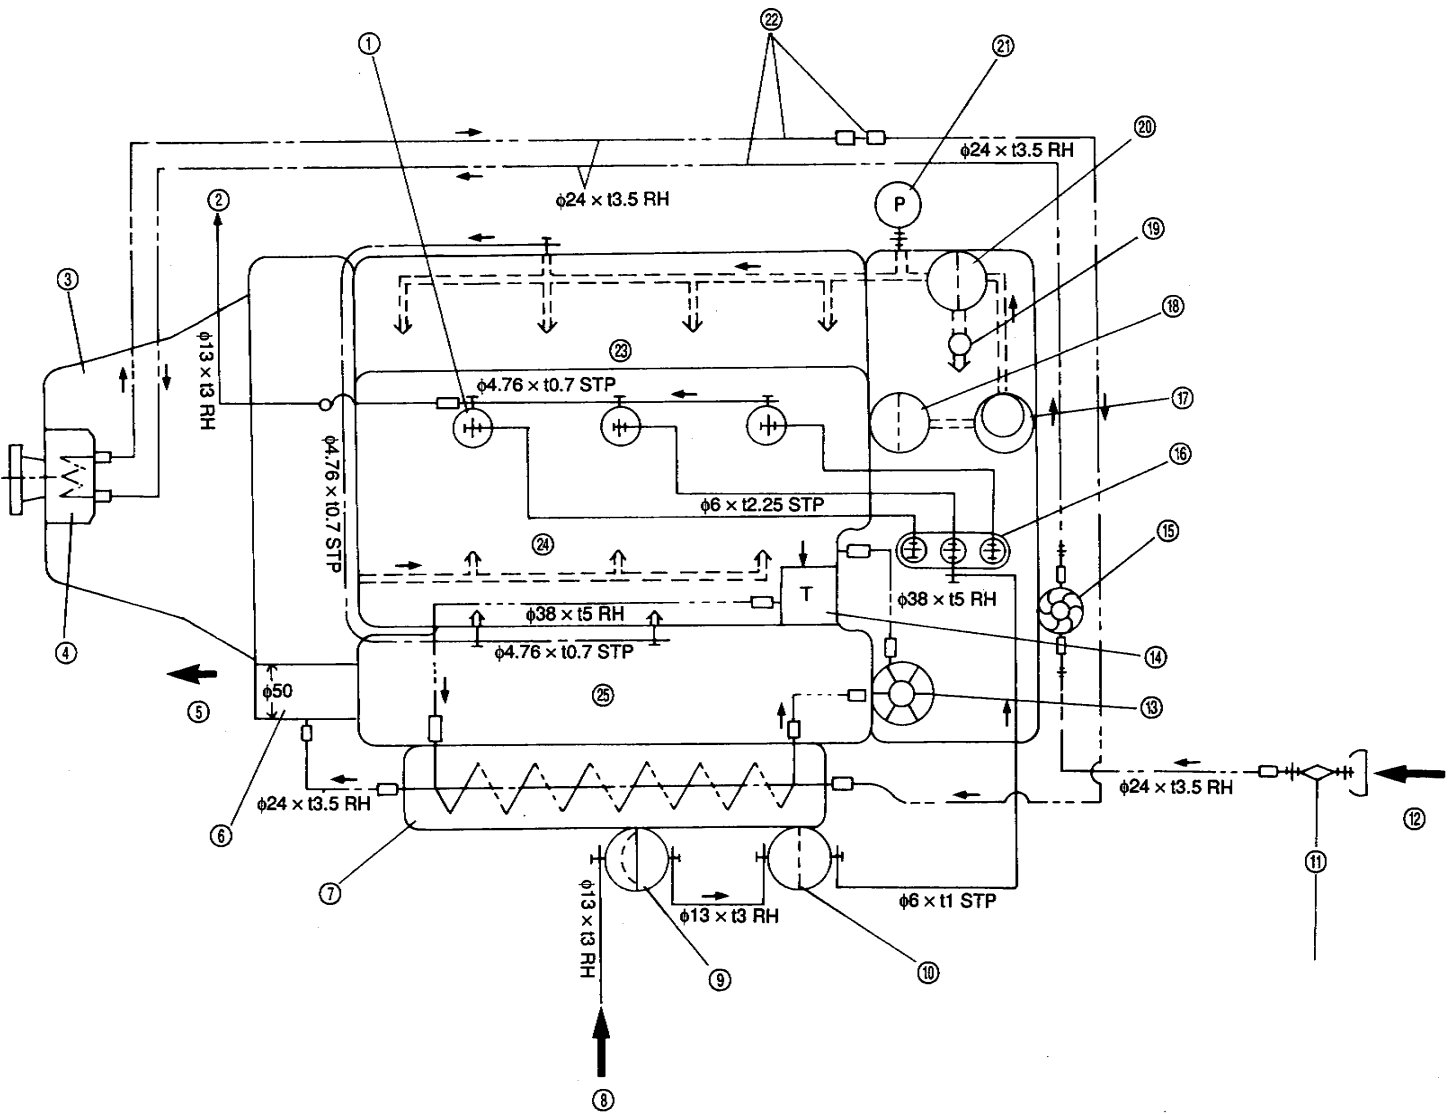 ㉒
①
㉑
⑳
ϕ24 × t3.5 RH
ϕ24 × t3.5 RH
②
P
⑲
③
⑱
㉓
ϕ13 × t3 RH
ϕ4.76 × t0.7 STP
⑰
ϕ4.76 × t0.7 STP
⑯
ϕ6 × t2.25 STP
㉔
⑮
T
ϕ38 × t5 RH
ϕ38 × t5 RH
④
ϕ4.76 × t0.7 STP
⑭
ϕ50
㉕
⑤
⑬
ϕ24 × t3.5 RH
ϕ24 × t3.5 RH
⑫
⑥
⑪
⑦
ϕ13 × t3 RH
ϕ13 × t3 RH
ϕ6 × t1 STP
⑨
⑩
⑧